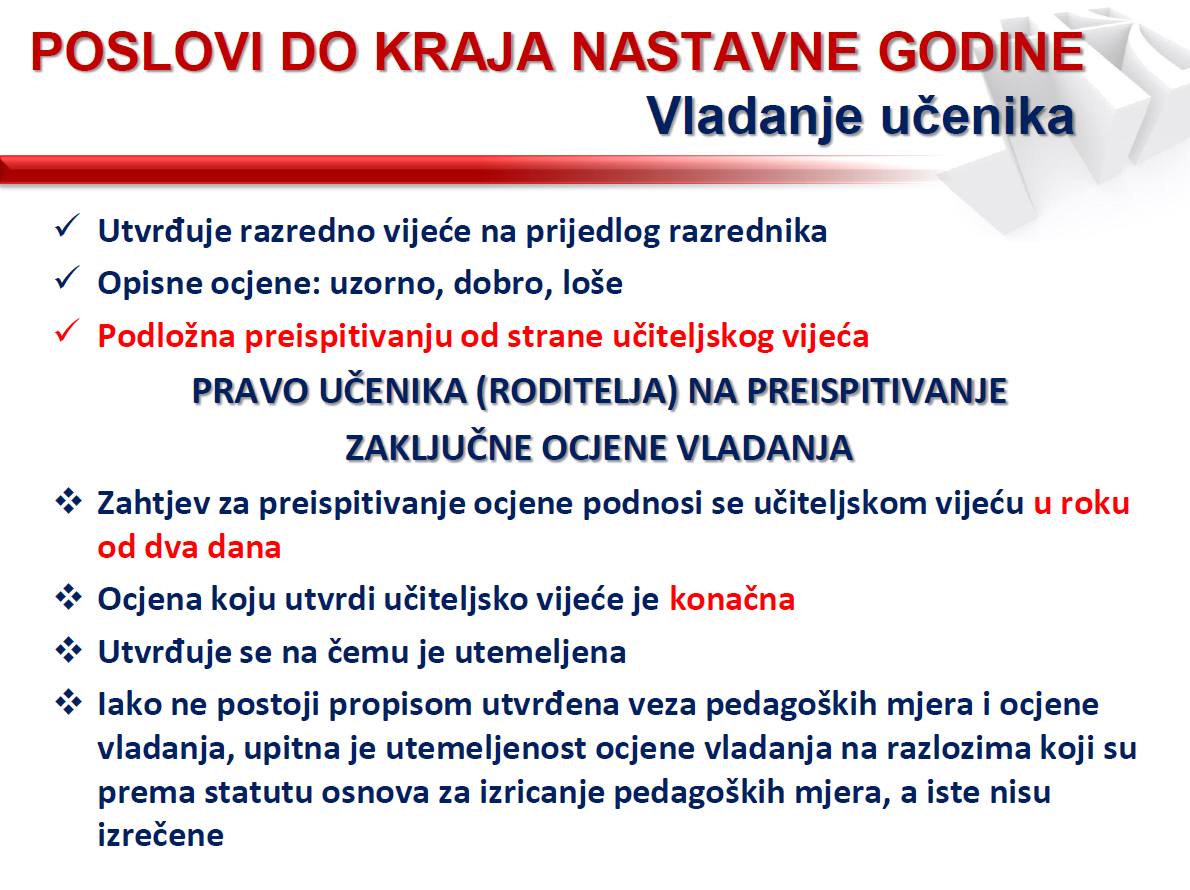 POSLOVI DO KRAJA NASTAVNE GODINE
Vladanje učenika
✓ Utvrđuje razredno vijeće na prijedlog razrednika
✓ Opisne ocjene: uzorno, dobro, loše
✓ Podložna preispitivanju od strane učiteljskog vijeća
PRAVO UČENIKA (RODITELJA) NA PREISPITIVANJE
ZAKLJUČNE OCJENE VLADANJA
❖ Zahtjev za preispitivanje ocjene podnosi se učiteljskom vijeću u roku
od dva dana
❖ Ocjena koju utvrdi učiteljsko vijeće je konačna
❖ Utvrđuje se na čemu je utemeljena
❖ Iako ne postoji propisom utvrđena veza pedagoških mjera i ocjene
vladanja, upitna je utemeljenost ocjene vladanja na razlozima koji su
prema statutu osnova za izricanje pedagoških mjera, a iste nisu
izrečene